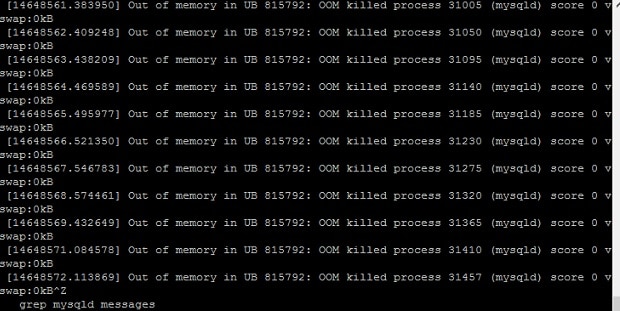 [14648561.383950] Out of memory in UB 815792: OOM killed process 31005 (mysqld) score 0 v
swap:0kB
[14648562.409248] Out of memory in UB 815792: OOM killed process 31050 (mysqld) score 0 v
swap:0kB
[14648563.438209] Out of memory in UB 815792: OOM killed process 31095 (mysqld) score 0 v
swap:0kB
[14648564.469589] Out of memory in UB 815792: OOM killed process 31140 (mysqld) score 0 v
swap:0kB
[14648565.495977] Out of memory in UB 815792: OOM killed process 31185 (mysqld) score 0 v
swap:0kB
[14648566.521350] Out of memory in UB 815792: OOM killed process 31230 (mysqld) score 0 v
swap:0kB
[14648567.546783] Out of memory in UB 815792: OOM killed process 31275 (mysqld) score 0 v
swap:0kB
[14648568.574461] Out of memory in UB 815792: OOM killed process 31320 (mysqld) score 0 v
swap:0kB
[14648569.432649] Out of memory in UB 815792: OOM killed process 31365 (mysqld) score 0 v
swap:0kB
[14648571.084578] Out of memory in UB 815792: OOM killed process 31410 (mysqld) score 0 v
swap:0kB
[14648572.113869] Out of memory in UB 815792: OOM killed process 31457 (mysqld) score 0 v
swap:0kB^Z
grep mysqld messages